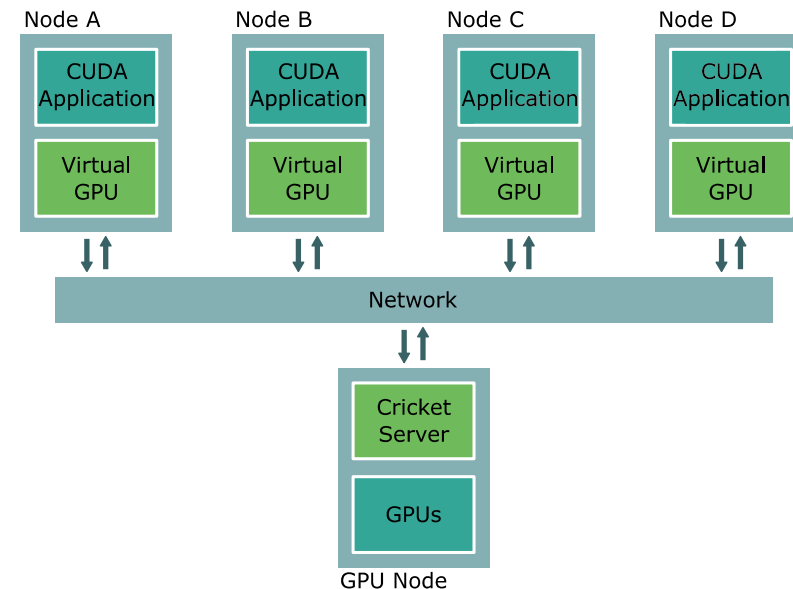 Node A
Node B
Node C
Node D
CUDA
Application
CUDA
Application
CUDA
Application
CUDA
Application
Virtual
GPU
Virtual
GPU
Virtual
GPU
Virtual
GPU
Network
Cricket
Server
GPUs
GPU Node